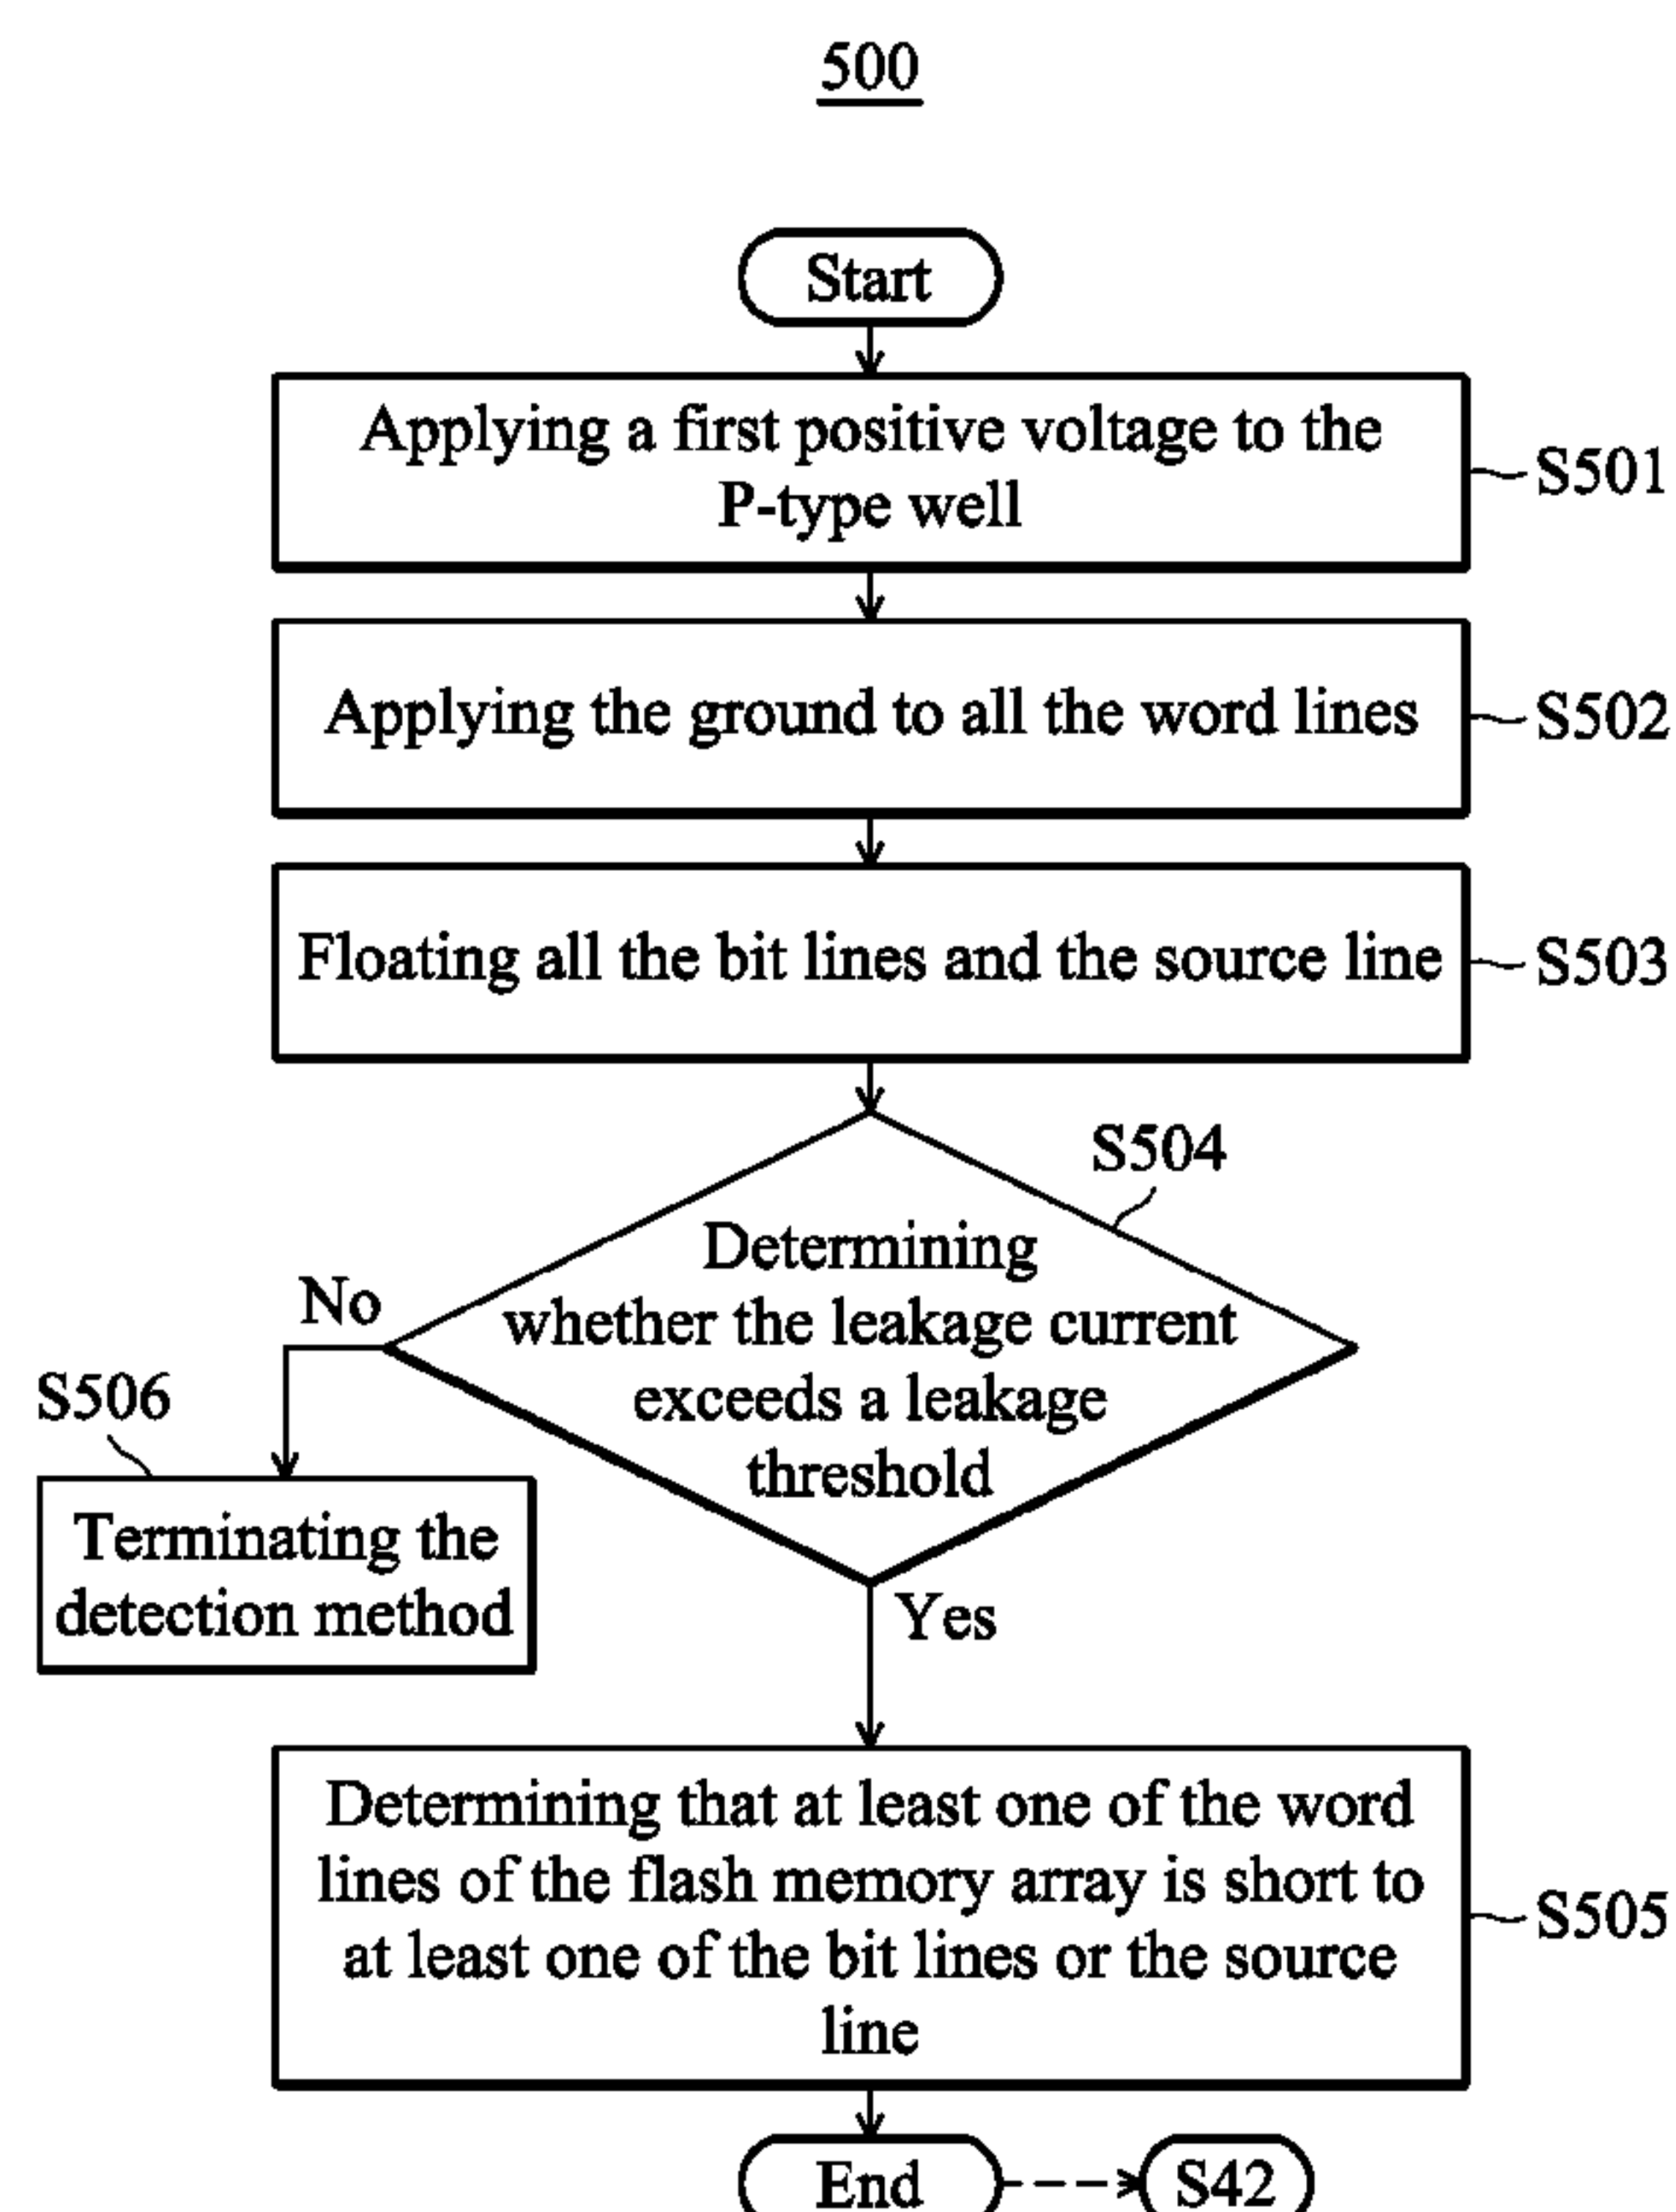 500
Start
Applying a first positive voltage to the
P-type well
S501
Applying the ground to all the word lines
S502
Floating all the bit lines and the source line
S503
S504
Determining
whether the leakage current
exceeds a leakage
threshold
No
S506
Terminating the
detection method
Yes
Determining that at least one of the word
lines of the flash memory array is short to
at least one of the bit lines or the source
line
S505
End
S42